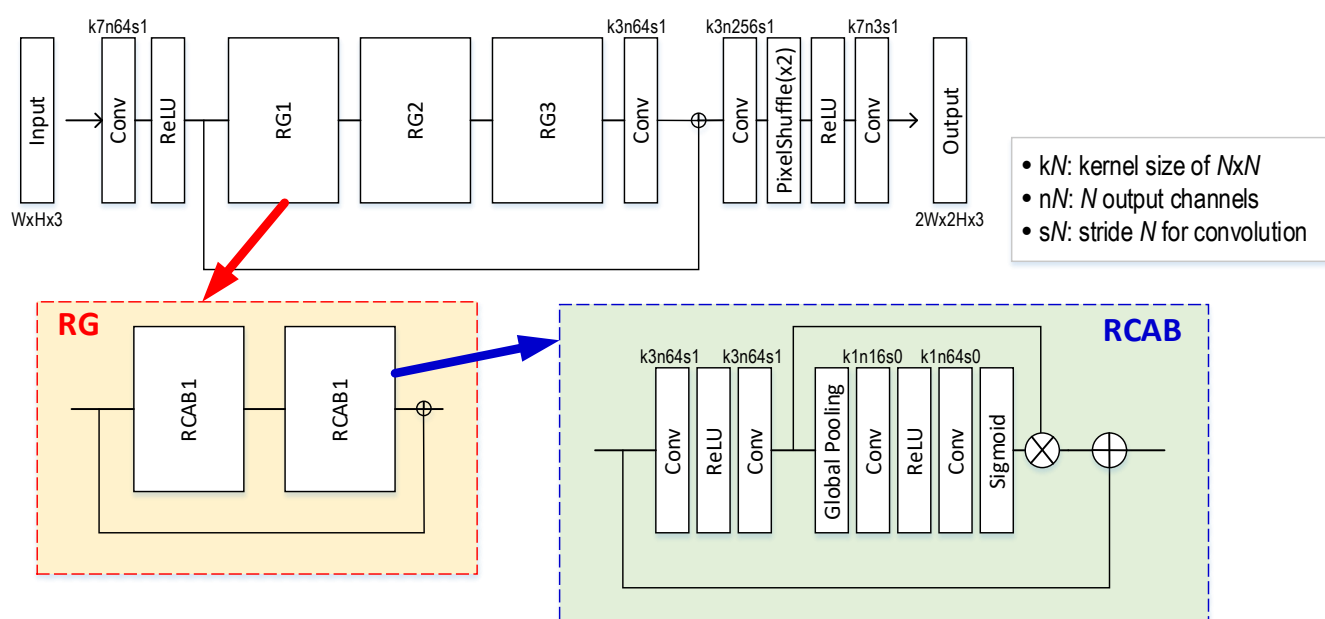 k7n64s1
k3n64s1
k3n256s1
k7n3s1
Input
Conv
ReLU
RG1
RG2
RG3
Conv
Conv
PixelShuffle(x2)
ReLU
Conv
Output
WxHx3
2Wx2Hx3
• kN: kernel size of NxN
• nN: N output channels
• sN: stride N for convolution
RG
RCAB1
RCAB1
RCAB
k3n64s1
k3n64s1
k1n16s0
k1n64s0
Conv
ReLU
Conv
Global Pooling
Conv
ReLU
Conv
Sigmoid